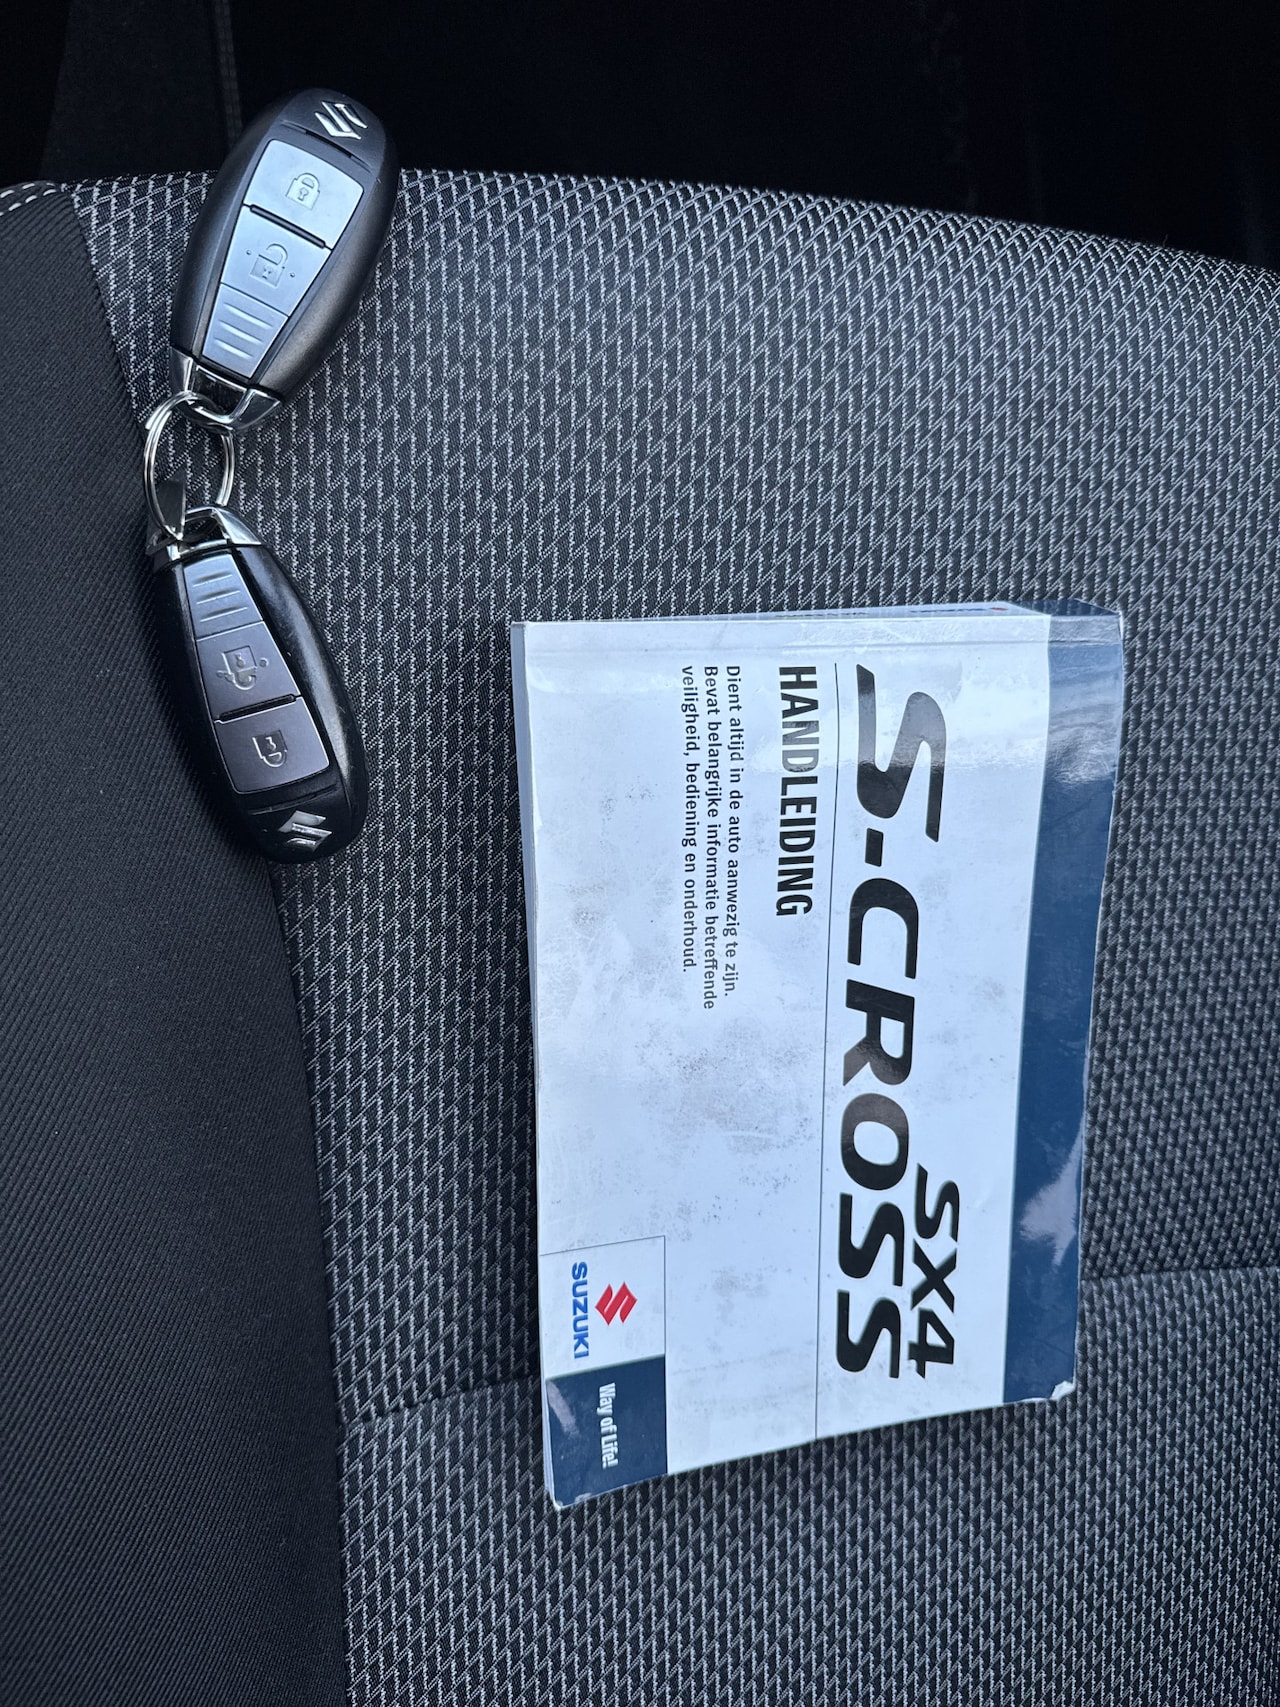 SX4
S-CROSS
HANDLEIDING
Dient altijd in de auto aanwezig te zijn.
Bevat belangrijke informatie betreffende
veiligheid, bediening en onderhoud.
SUZUKI
Way of Life!